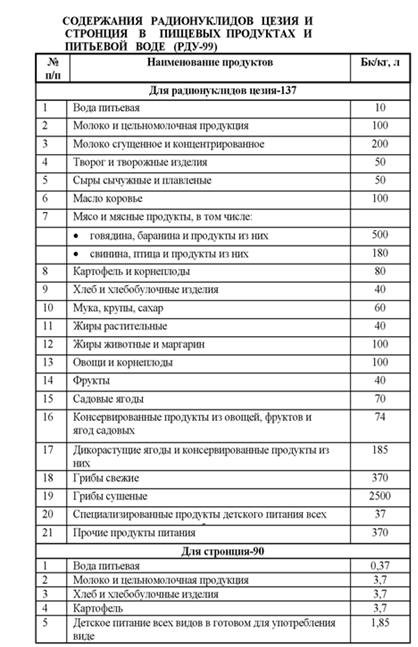 СОДЕРЖАНИЯ РАДИОНУКЛИДОВ ЦЕЗИЯ И
СТРОНЦИЯ В ПИЩЕВЫХ ПРОДУКТАХ И
ПИТЬЕВОЙ ВОДЕ (РДУ-99)
№ п/п Наименование продуктов Бк/кг, л
Для радионуклидов цезия-137
1 Вода питьевая 10
2 Молоко и цельномолочная продукция 100
3 Молоко сгущенное и концентрированное 200
4 Творог и творожные изделия 50
5 Сыры сычужные и плавленые 50
6 Масло коровье 100
7 Мясо и мясные продукты, в том числе:
• говядина, баранина и продукты из них 500
• свинина, птица и продукты из них 180
8 Картофель и корнеплоды 80
9 Хлеб и хлебобулочные изделия 40
10 Мука, крупы, сахар 60
11 Жиры растительные 40
12 Жиры животные и маргарин 100
13 Овощи и корнеплоды 100
14 Фрукты 40
15 Садовые ягоды 70
16 Консервированные продукты из овощей, фруктов и 74
ягод садовых
17 Дикорастущие ягоды и консервированные продукты из 185
них
18 Грибы свежие 370
19 Грибы сушеные 2500
20 Специализированные продукты детского питания всех 37
21 Прочие продукты питания 370
Для стронция-90
1 Вода питьевая 0,37
2 Молоко и цельномолочная продукция 3,7
3 Хлеб и хлебобулочные изделия 3,7
4 Картофель 3,7
5 Детское питание всех видов в готовом для употребления 1,85
виде